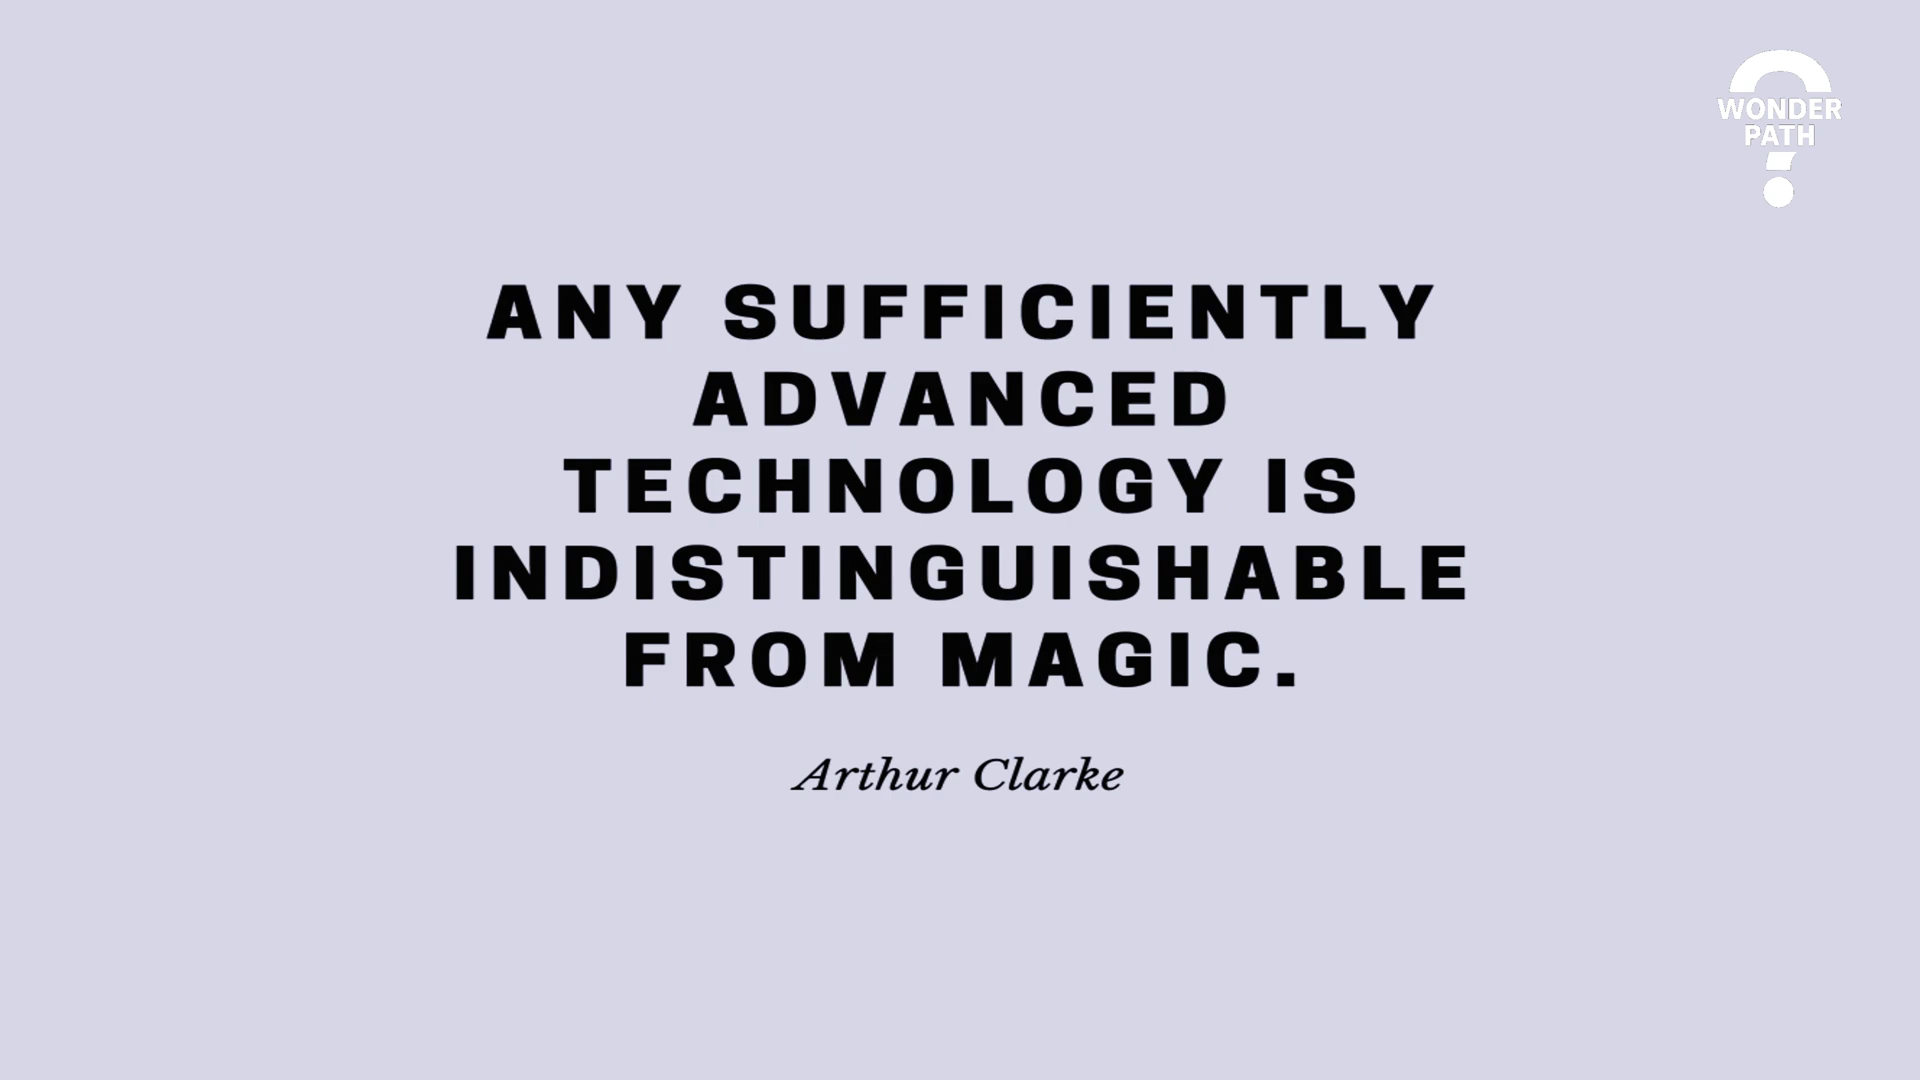 WONDER
PATH
ANY SUFFICIENTLY
ADVANCED
TECHNOLOGY IS
INDISTINGUISHABLE
FROM MAGIC.
Arthur Clarke